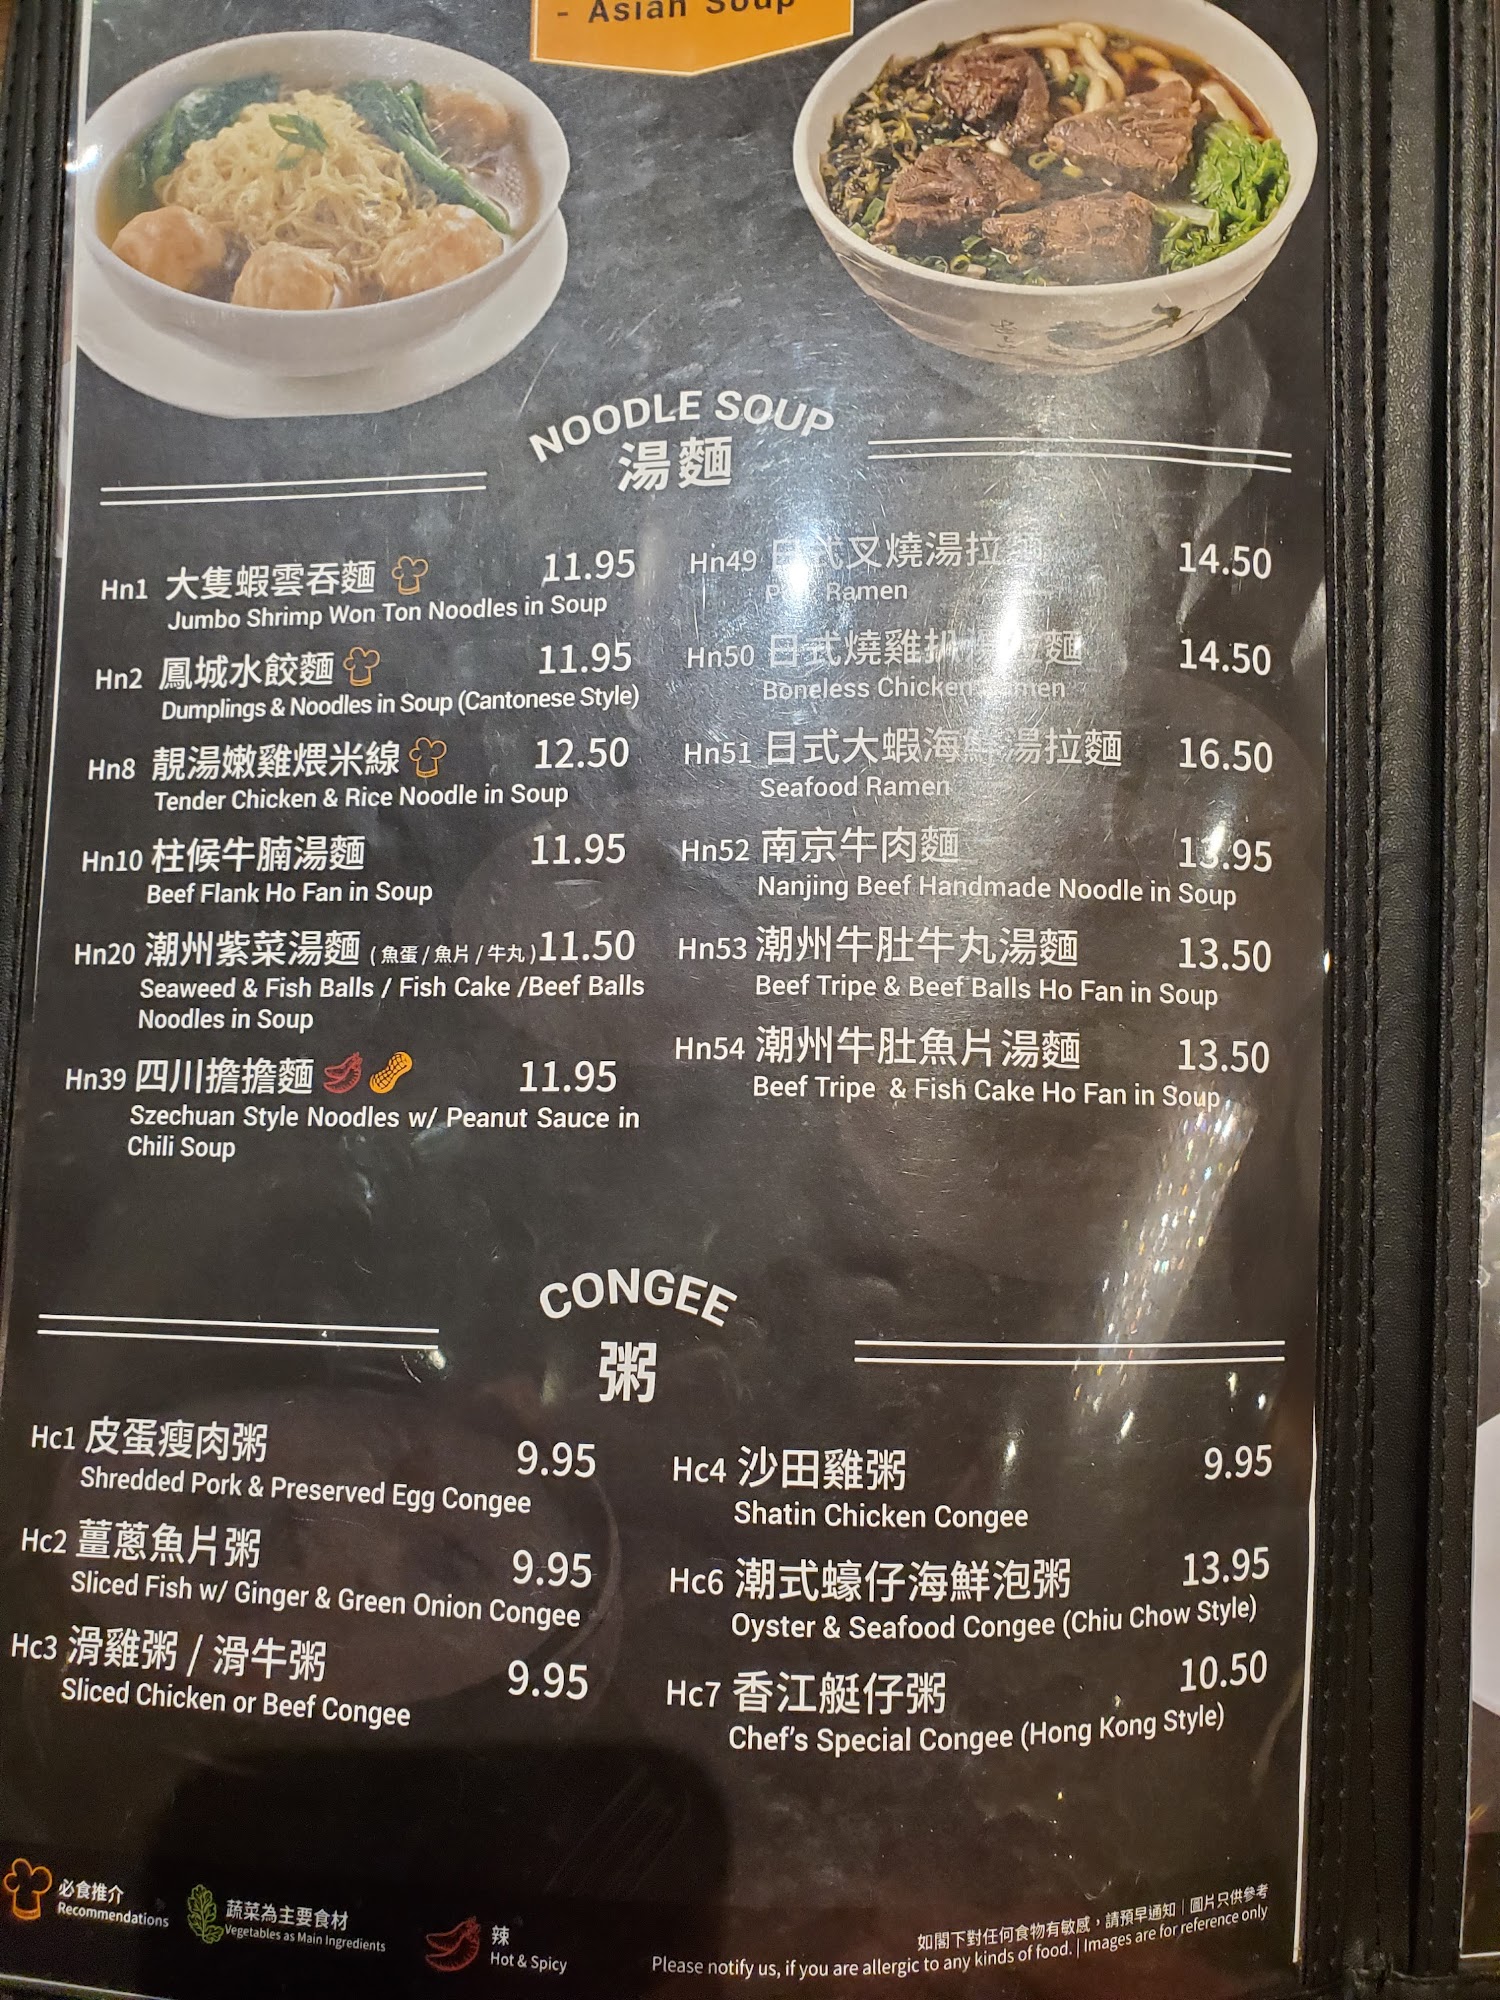 - Asian Soup
NOODLE SOUP
湯麵
Hn1 大隻蝦雲吞麵 11.95
Jumbo Shrimp Won Ton Noodles in Soup
Hn2 鳳城水餃麵 11.95
Dumplings & Noodles in Soup (Cantonese Style)
Hn8 靚湯嫩雞煨米線 12.50
Tender Chicken & Rice Noodle in Soup
Hn10 柱候牛腩湯麵 11.95
Beef Flank Ho Fan in Soup
Hn20 潮州紫菜湯麵 (魚蛋/魚片/牛丸) 11.50
Seaweed & Fish Balls / Fish Cake /Beef Balls
Noodles in Soup
Hn39 四川擔擔麵 11.95
Szechuan Style Noodles w/ Peanut Sauce in
Chili Soup
Hn49 日式叉燒湯拉 14.50
Ramen
Hn50 日式燒雞扒湯拉麵 14.50
Boneless Chicken Ramen
Hn51 日式大蝦海鮮湯拉麵 16.50
Seafood Ramen
Hn52 南京牛肉麵 13.95
Nanjing Beef Handmade Noodle in Soup
Hn53 潮州牛肚牛丸湯麵 13.50
Beef Tripe & Beef Balls Ho Fan in Soup
Hn54 潮州牛肚魚片湯麵 13.50
Beef Tripe & Fish Cake Ho Fan in Soup
CONGEE
粥
Hc1 皮蛋瘦肉粥 9.95
Shredded Pork & Preserved Egg Congee
Hc2 薑蔥魚片粥 9.95
Sliced Fish w/ Ginger & Green Onion Congee
Hc3 滑雞粥 / 滑牛粥 9.95
Sliced Chicken or Beef Congee
Hc4 沙田雞粥 9.95
Shatin Chicken Congee
Hc6 潮式蠔仔海鮮泡粥 13.95
Oyster & Seafood Congee (Chiu Chow Style)
Hc7 香江艇仔粥 10.50
Chef's Special Congee (Hong Kong Style)
必食推介
Recommendations
蔬菜為主要食材
Vegetables as Main Ingredients
辣
Hot & Spicy
如閣下對任何食物有敏感，請預早通知｜圖片只供參考
Please notify us, if you are allergic to any kinds of food. | Images are for reference only